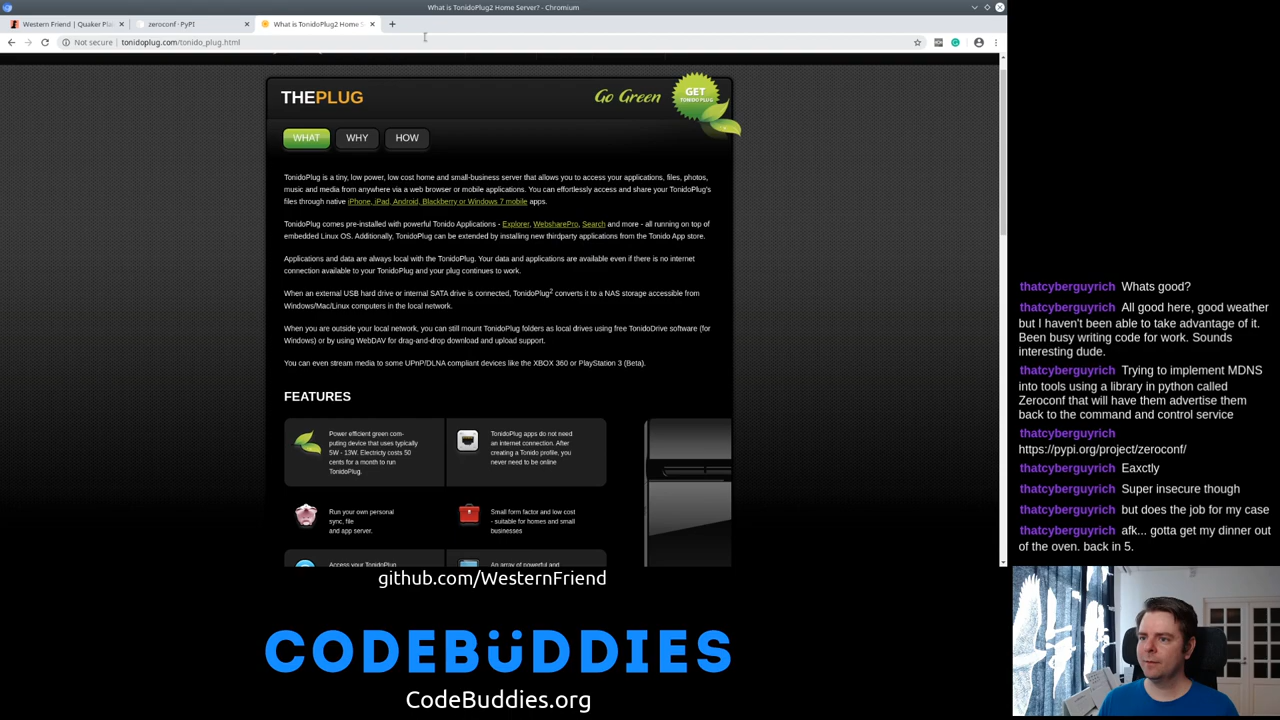 What is TonidoPlug2 Home Server? - Chromium
Western Friend | Quaker Pla
zeroconf · PyPI
What is TonidoPlug2 Home S
Not secure | tonidoplug.com/tonido_plug.html
THEPLUG
Go Green
GET
TONIDO PLUG
WHAT
WHY
HOW
TonidoPlug is a tiny, low power, low cost home and small-business server that allows you to access your applications, files, photos,
music and media from anywhere via a web browser or mobile applications. You can effortlessly access and share your TonidoPlug's
files through native iPhone, iPad, Android, Blackberry or Windows 7 mobile apps.
TonidoPlug comes pre-installed with powerful Tonido Applications - Explorer, WebsharePro, Search and more - all running on top of
embedded Linux OS. Additionally, TonidoPlug can be extended by installing new thirdparty applications from the Tonido App store.
Applications and data are always local with the TonidoPlug. Your data and applications are available even if there is no internet
connection available to your TonidoPlug and your plug continues to work.
When an external USB hard drive or internal SATA drive is connected, TonidoPlug2 converts it to a NAS storage accessible from
Windows/Mac/Linux computers in the local network.
When you are outside your local network, you can still mount TonidoPlug folders as local drives using free TonidoDrive software (for
Windows) or by using WebDAV for drag-and-drop download and upload support.
You can even stream media to some UPnP/DLNA compliant devices like the XBOX 360 or PlayStation 3 (Beta).
FEATURES
Power efficient green com-
puting device that uses typically
5W - 13W. Electricty costs 50
cents for a month to run
TonidoPlug.
TonidoPlug apps do not need
an internet connection. After
creating a Tonido profile, you
never need to be online
Run your own personal
sync, file
and app server.
Small form factor and low cost
- suitable for homes and small
businesses
Access your TonidoPlug
An array of powerful and
thatcyberguyrich Whats good?
thatcyberguyrich All good here, good weather
but I haven't been able to take advantage of it.
Been busy writing code for work. Sounds
interesting dude.
thatcyberguyrich Trying to implement MDNS
into tools using a library in python called
Zeroconf that will have them advertise them
back to the command and control service
thatcyberguyrich
https://pypi.org/project/zeroconf/
thatcyberguyrich Eaxctly
thatcyberguyrich Super insecure though
thatcyberguyrich but does the job for my case
thatcyberguyrich afk... gotta get my dinner out
of the oven. back in 5.
github.com/WesternFriend
CODEBÜDDIES
CodeBuddies.org